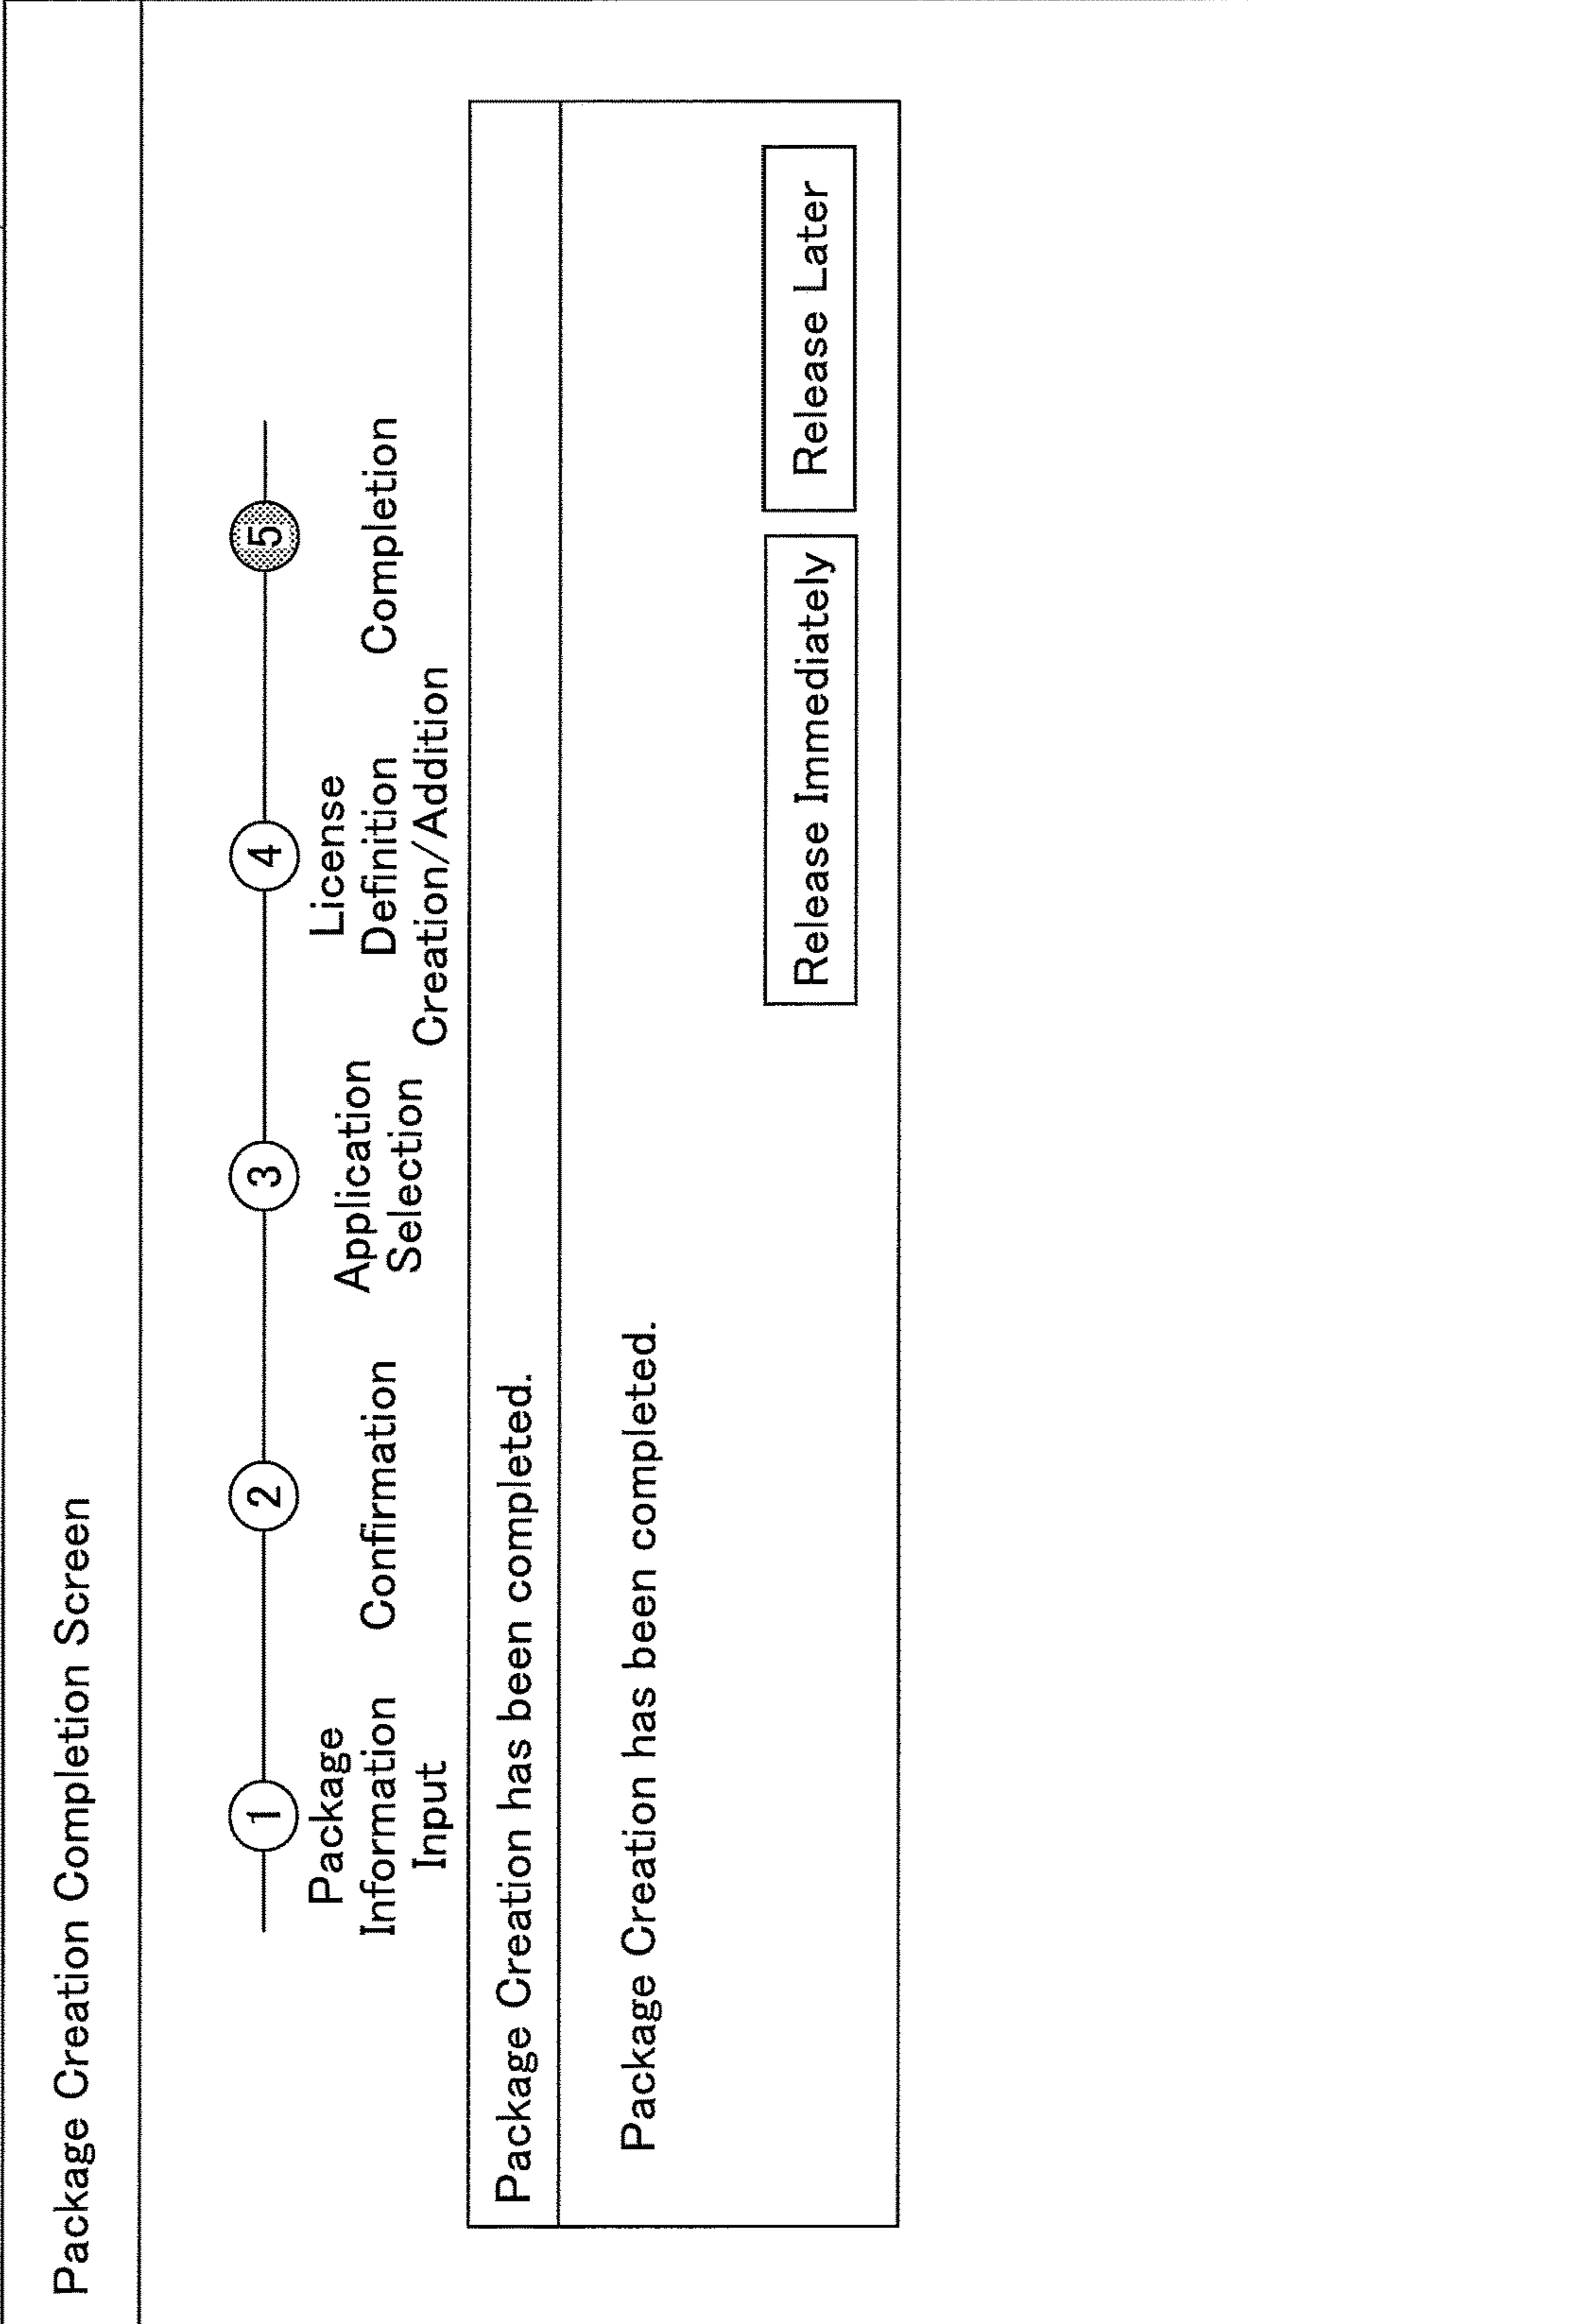 Package Creation Completion Screen
1
2
3
4
5
Package
Information
Input
Confirmation
Application
Selection
License
Definition
Creation/Addition
Completion
Package Creation has been completed.
Package Creation has been completed.
Release Immediately
Release Later